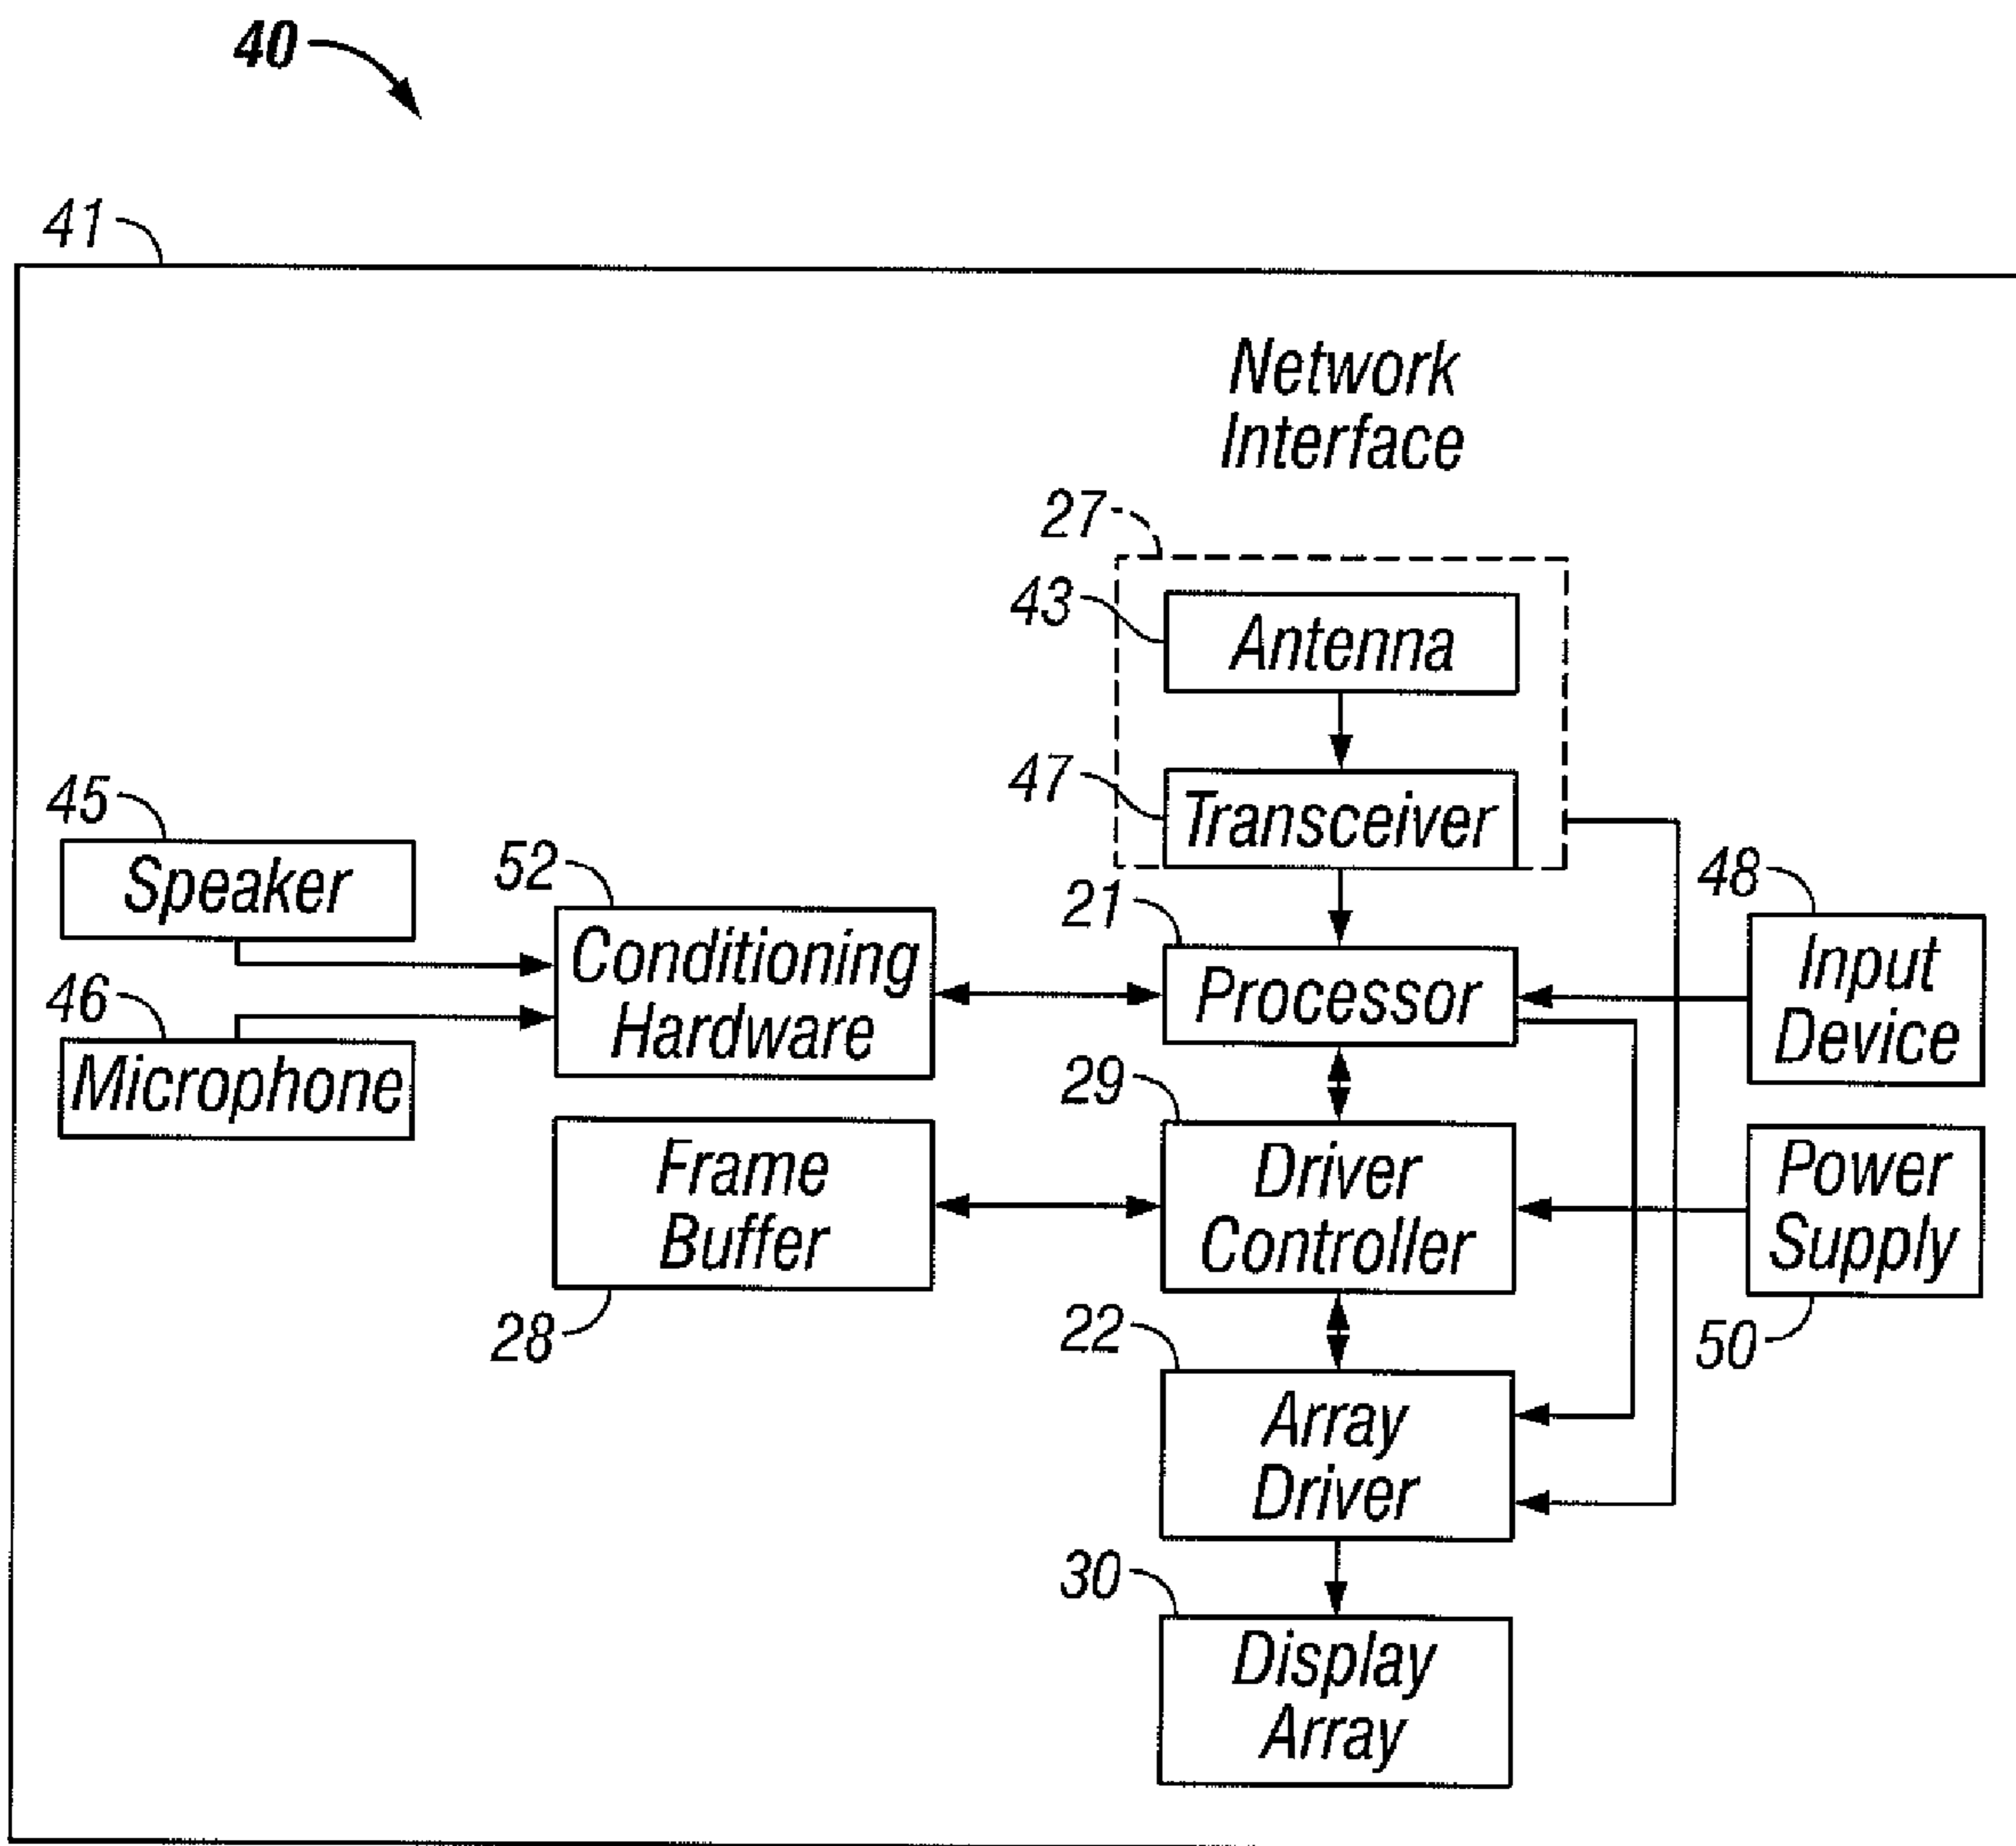 40
41
Network
Interface
27
43
Antenna
47
Transceiver
45
Speaker
52
Conditioning
Hardware
21
Processor
48
Input
Device
46
Microphone
29
Driver
Controller
Frame
Buffer
28
Power
Supply
50
22
Array
Driver
30
Display
Array